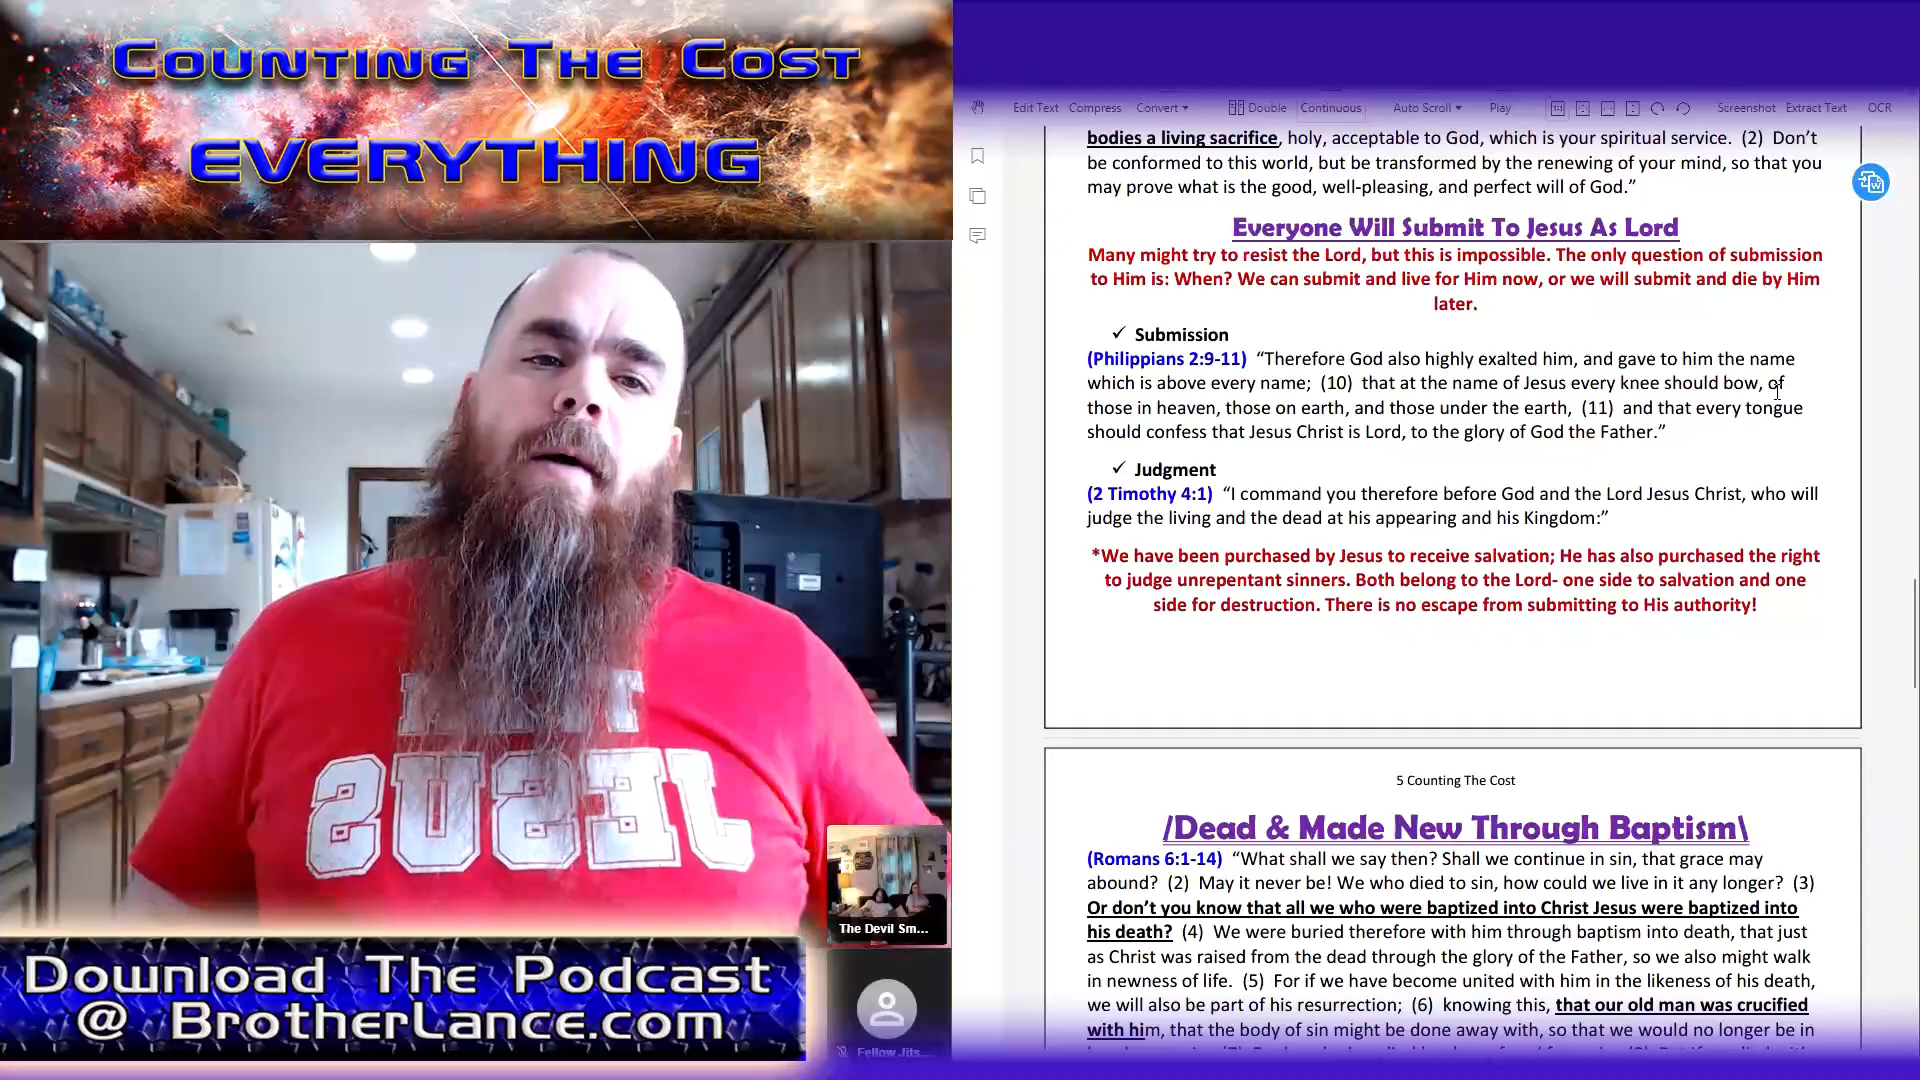 Counting The Cost
EVERYTHING
JESUS
The Devil Sm...
Fellow Jits...
Download The Podcast
@ BrotherLance.com
Edit Text Compress Convert Double Continuous Auto Scroll Play Screenshot Extract Text OCR
bodies a living sacrifice, holy, acceptable to God, which is your spiritual service. (2) Don’t
be conformed to this world, but be transformed by the renewing of your mind, so that you
may prove what is the good, well-pleasing, and perfect will of God.”
Everyone Will Submit To Jesus As Lord
Many might try to resist the Lord, but this is impossible. The only question of submission
to Him is: When? We can submit and live for Him now, or we will submit and die by Him
later.
✓ Submission
(Philippians 2:9-11) “Therefore God also highly exalted him, and gave to him the name
which is above every name; (10) that at the name of Jesus every knee should bow, of
those in heaven, those on earth, and those under the earth, (11) and that every tongue
should confess that Jesus Christ is Lord, to the glory of God the Father.”
✓ Judgment
(2 Timothy 4:1) “I command you therefore before God and the Lord Jesus Christ, who will
judge the living and the dead at his appearing and his Kingdom:”
*We have been purchased by Jesus to receive salvation; He has also purchased the right
to judge unrepentant sinners. Both belong to the Lord- one side to salvation and one
side for destruction. There is no escape from submitting to His authority!
5 Counting The Cost
/Dead & Made New Through Baptism\
(Romans 6:1-14) “What shall we say then? Shall we continue in sin, that grace may
abound? (2) May it never be! We who died to sin, how could we live in it any longer? (3)
Or don’t you know that all we who were baptized into Christ Jesus were baptized into
his death? (4) We were buried therefore with him through baptism into death, that just
as Christ was raised from the dead through the glory of the Father, so we also might walk
in newness of life. (5) For if we have become united with him in the likeness of his death,
we will also be part of his resurrection; (6) knowing this, that our old man was crucified
with him, that the body of sin might be done away with, so that we would no longer be in